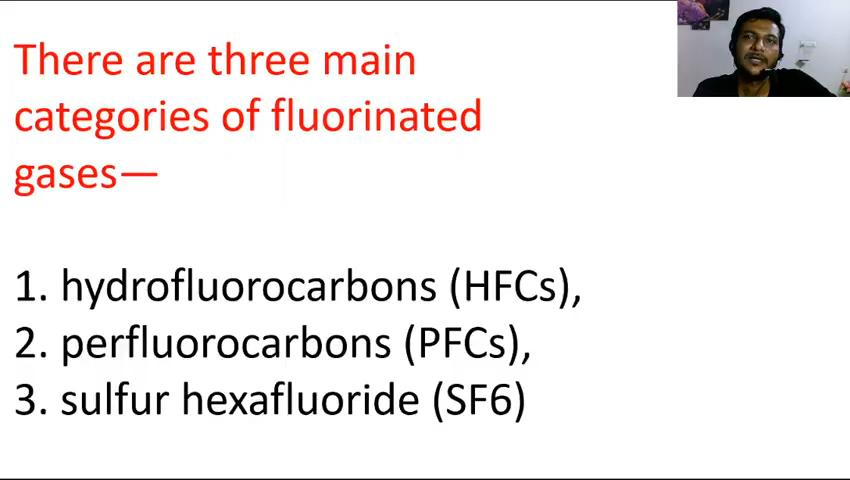 There are three main
categories of fluorinated
gases—
1. hydrofluorocarbons (HFCs),
2. perfluorocarbons (PFCs),
3. sulfur hexafluoride (SF6)